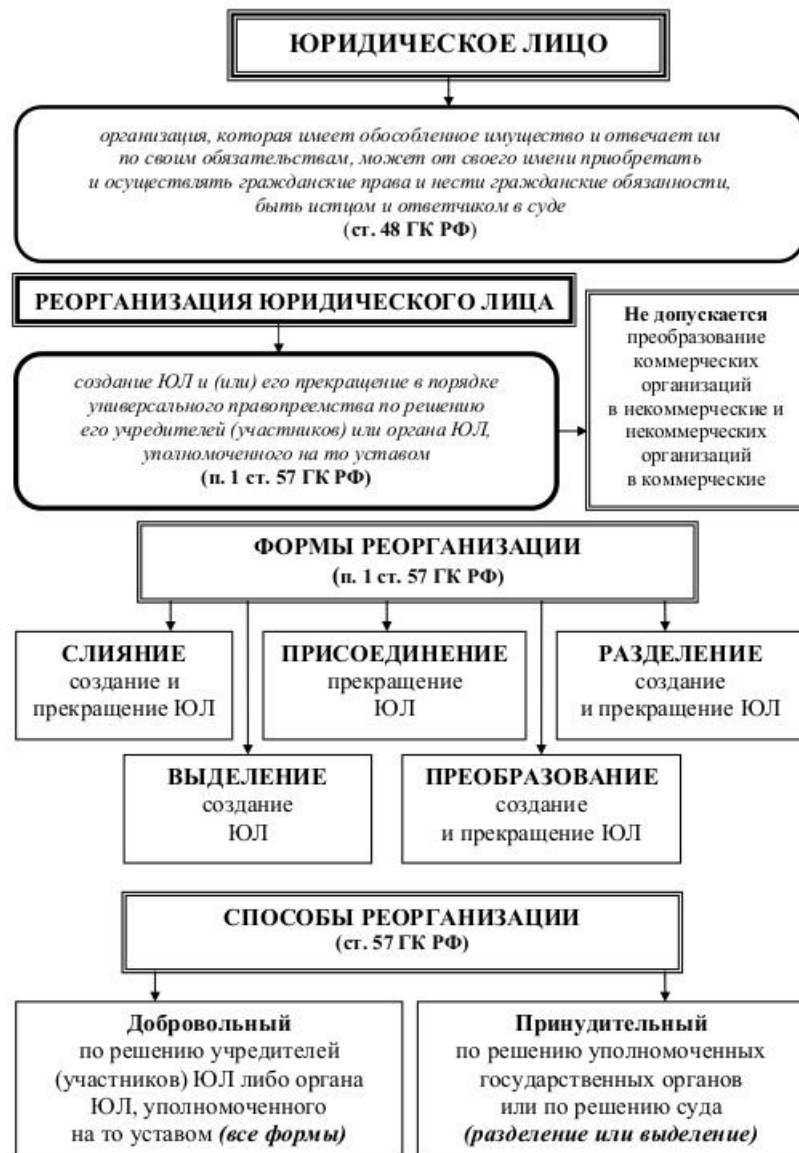 ЮРИДИЧЕСКОЕ ЛИЦО
организация, которая имеет обособленное имущество и отвечает им
по своим обязательствам, может от своего имени приобретать
и осуществлять гражданские права и нести гражданские обязанности,
быть истцом и ответчиком в суде
(ст. 48 ГК РФ)
РЕОРГАНИЗАЦИЯ ЮРИДИЧЕСКОГО ЛИЦА
создание ЮЛ и (или) его прекращение в порядке
универсального правопреемства по решению
его учредителей (участников) или органа ЮЛ,
уполномоченного на то уставом
(п. 1 ст. 57 ГК РФ)
Не допускается
преобразование
коммерческих
организаций
в некоммерческие и
некоммерческих
организаций
в коммерческие
ФОРМЫ РЕОРГАНИЗАЦИИ
(п. 1 ст. 57 ГК РФ)
СЛИЯНИЕ
создание и
прекращение ЮЛ
ПРИСОЕДИНЕНИЕ
прекращение
ЮЛ
РАЗДЕЛЕНИЕ
создание
и прекращение ЮЛ
ВЫДЕЛЕНИЕ
создание
ЮЛ
ПРЕОБРАЗОВАНИЕ
создание
и прекращение ЮЛ
СПОСОБЫ РЕОРГАНИЗАЦИИ
(ст. 57 ГК РФ)
Добровольный
по решению учредителей
(участников) ЮЛ либо органа
ЮЛ, уполномоченного
на то уставом (все формы)
Принудительный
по решению уполномоченных
государственных органов
или по решению суда
(разделение или выделение)